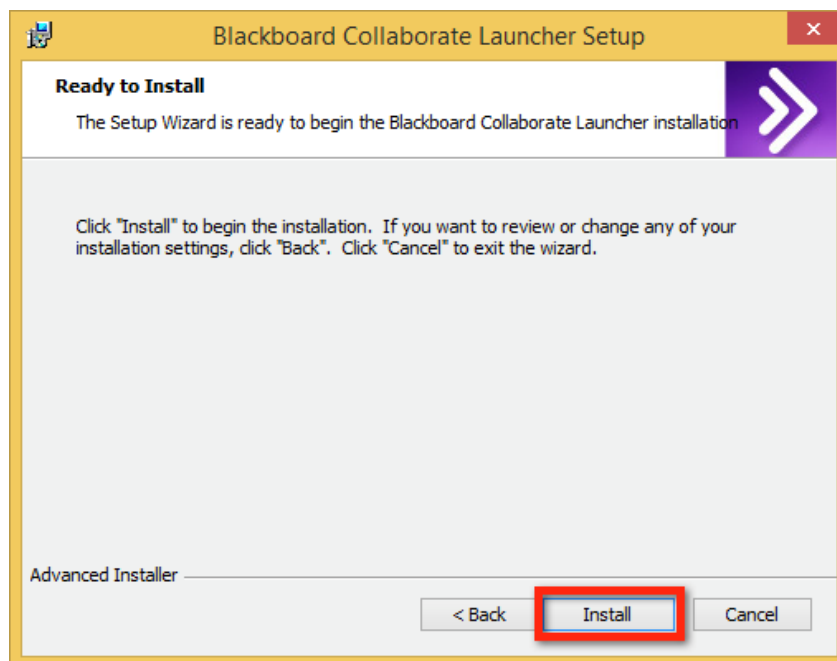 Blackboard Collaborate Launcher Setup
Ready to Install
The Setup Wizard is ready to begin the Blackboard Collaborate Launcher installation
Click "Install" to begin the installation.  If you want to review or change any of your
installation settings, click "Back".  Click "Cancel" to exit the wizard.
Advanced Installer
< Back
Install
Cancel